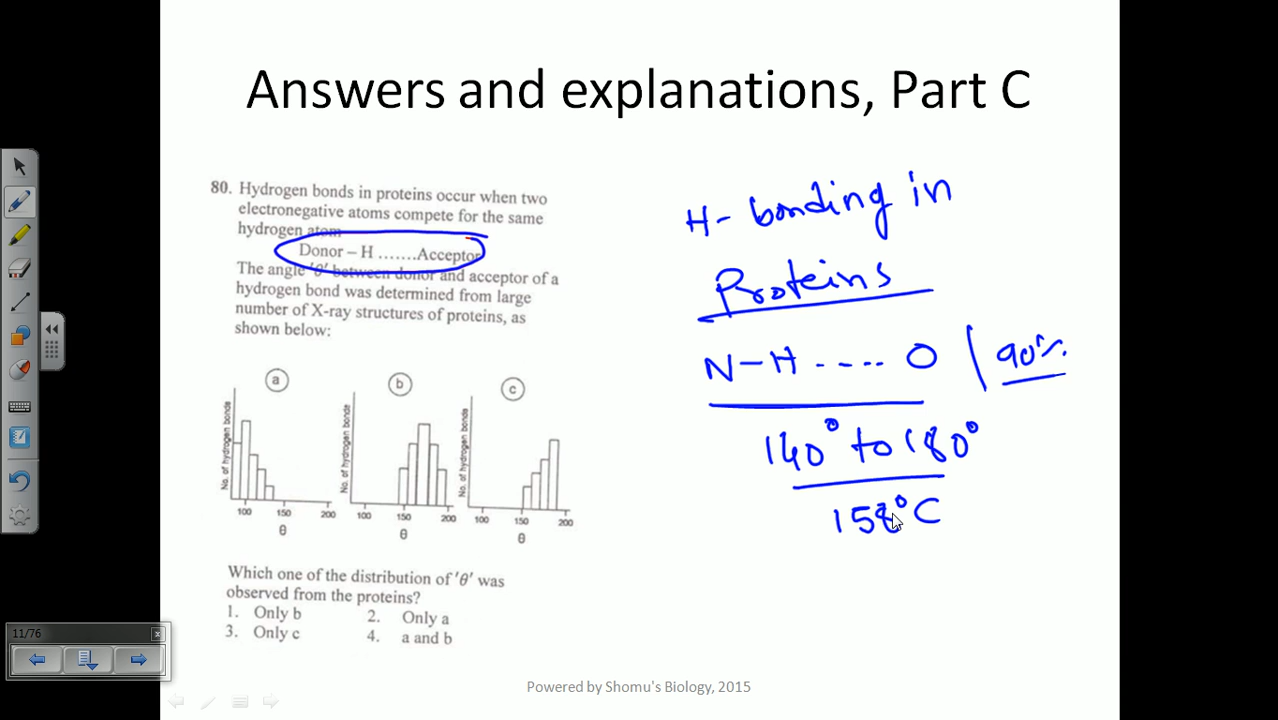 Answers and explanations, Part C
80. Hydrogen bonds in proteins occur when two
electronegative atoms compete for the same
hydrogen atom
Donor – H .......Acceptor
The angle 'θ' between donor and acceptor of a
hydrogen bond was determined from large
number of X-ray structures of proteins, as
shown below:
a
b
c
No. of hydrogen bonds
No. of hydrogen bonds
No. of hydrogen bonds
100 150 200
100 150 200
100 150 200
θ
θ
θ
Which one of the distribution of 'θ' was
observed from the proteins?
1. Only b 2. Only a
3. Only c 4. a and b
H- bonding in
Proteins
N-H ---- O 90%
140° to 180°
158°C
11/76
Powered by Shomu's Biology, 2015